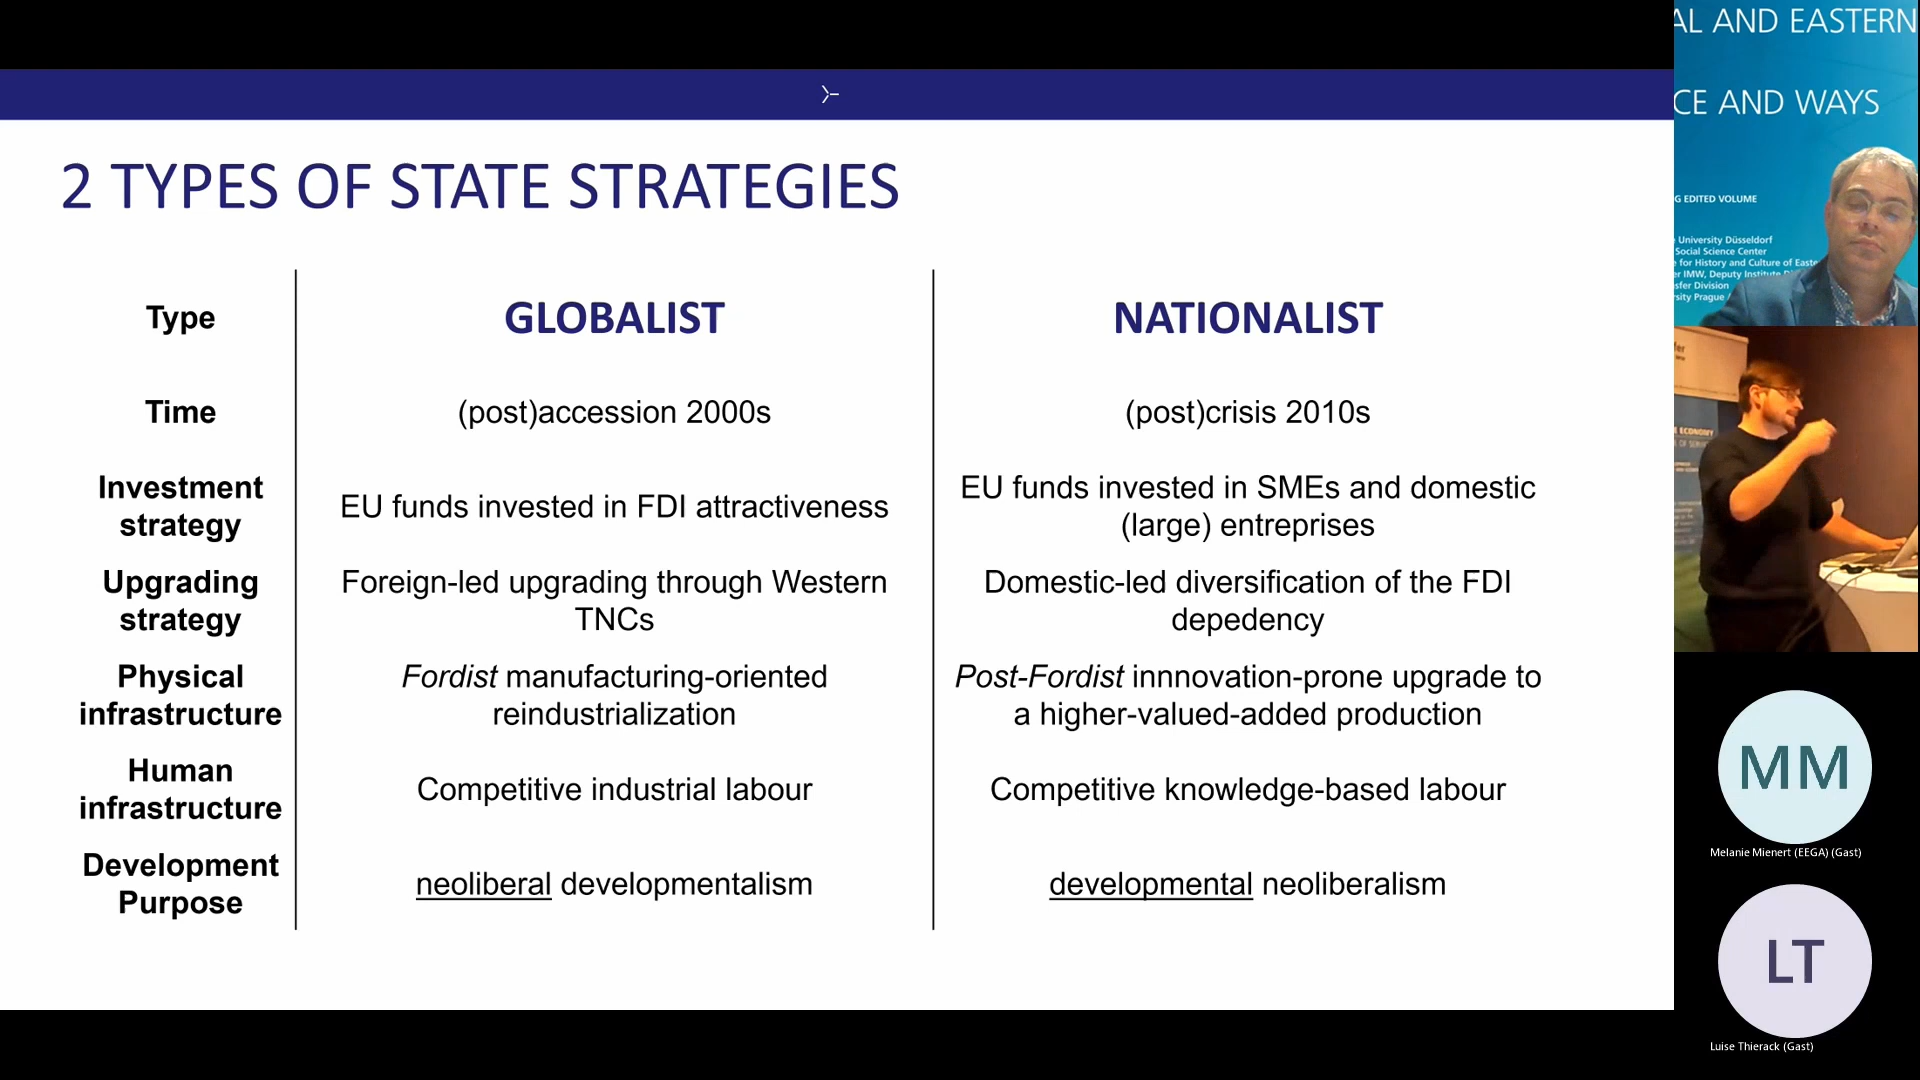 2 TYPES OF STATE STRATEGIES
Type
GLOBALIST
NATIONALIST
Time
(post)accession 2000s
(post)crisis 2010s
Investment
strategy
EU funds invested in FDI attractiveness
EU funds invested in SMEs and domestic
(large) entreprises
Upgrading
strategy
Foreign-led upgrading through Western
TNCs
Domestic-led diversification of the FDI
depedency
Physical
infrastructure
Fordist manufacturing-oriented
reindustrialization
Post-Fordist innnovation-prone upgrade to
a higher-valued-added production
Human
infrastructure
Competitive industrial labour
Competitive knowledge-based labour
Development
Purpose
neoliberal developmentalism
developmental neoliberalism
AL AND EASTERN
CE AND WAYS
G EDITED VOLUME
University Düsseldorf
Social Science Center
for History and Culture of Easte
er IMW, Deputy Institute
sfer Division
rsity Prague
fer
ECONOMY
MM
Melanie Mienert (EEGA) (Gast)
LT
Luise Thierack (Gast)